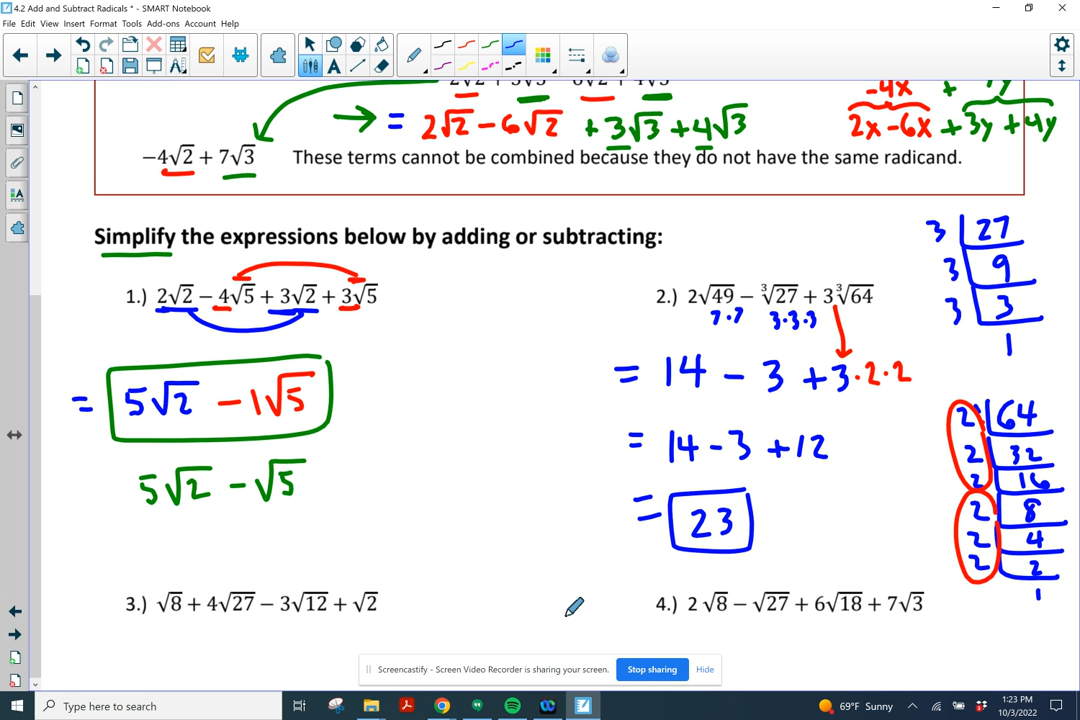 4.2 Add and Subtract Radicals * - SMART Notebook
File Edit View Insert Format Tools Add-ons Account Help
-4x +
→ = 2√2 - 6√2 + 3√3 + 4√3
2x - 6x + 3y + 4y
−4√2 + 7√3 These terms cannot be combined because they do not have the same radicand.
Simplify the expressions below by adding or subtracting:
3 27
3 9
3 3
1
1.) 2√2 − 4√5 + 3√2 + 3√5
= 5√2 - 1√5
5√2 - √5
2.) 2√49 − ³√27 + 3³√64
7·7 3·3·3
= 14 - 3 + 3·2·2
= 14 - 3 + 12
= 23
2 64
2 32
2 16
2 8
2 4
2 2
1
3.) √8 + 4√27 − 3√12 + √2
4.) 2√8 − √27 + 6√18 + 7√3
Screencastify - Screen Video Recorder is sharing your screen. Stop sharing Hide
Type here to search
69°F Sunny
1:23 PM
10/3/2022